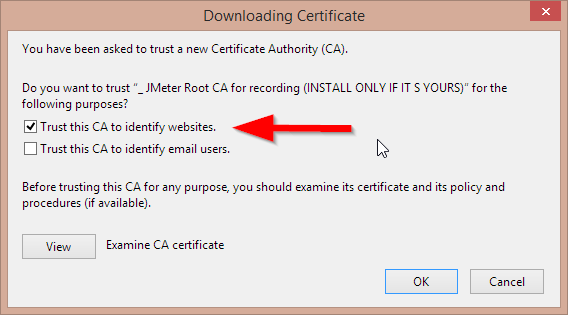 Downloading Certificate
You have been asked to trust a new Certificate Authority (CA).
Do you want to trust “_ JMeter Root CA for recording (INSTALL ONLY IF IT S YOURS)” for the
following purposes?
Trust this CA to identify websites.
Trust this CA to identify email users.
Before trusting this CA for any purpose, you should examine its certificate and its policy and
procedures (if available).
View Examine CA certificate
OK Cancel